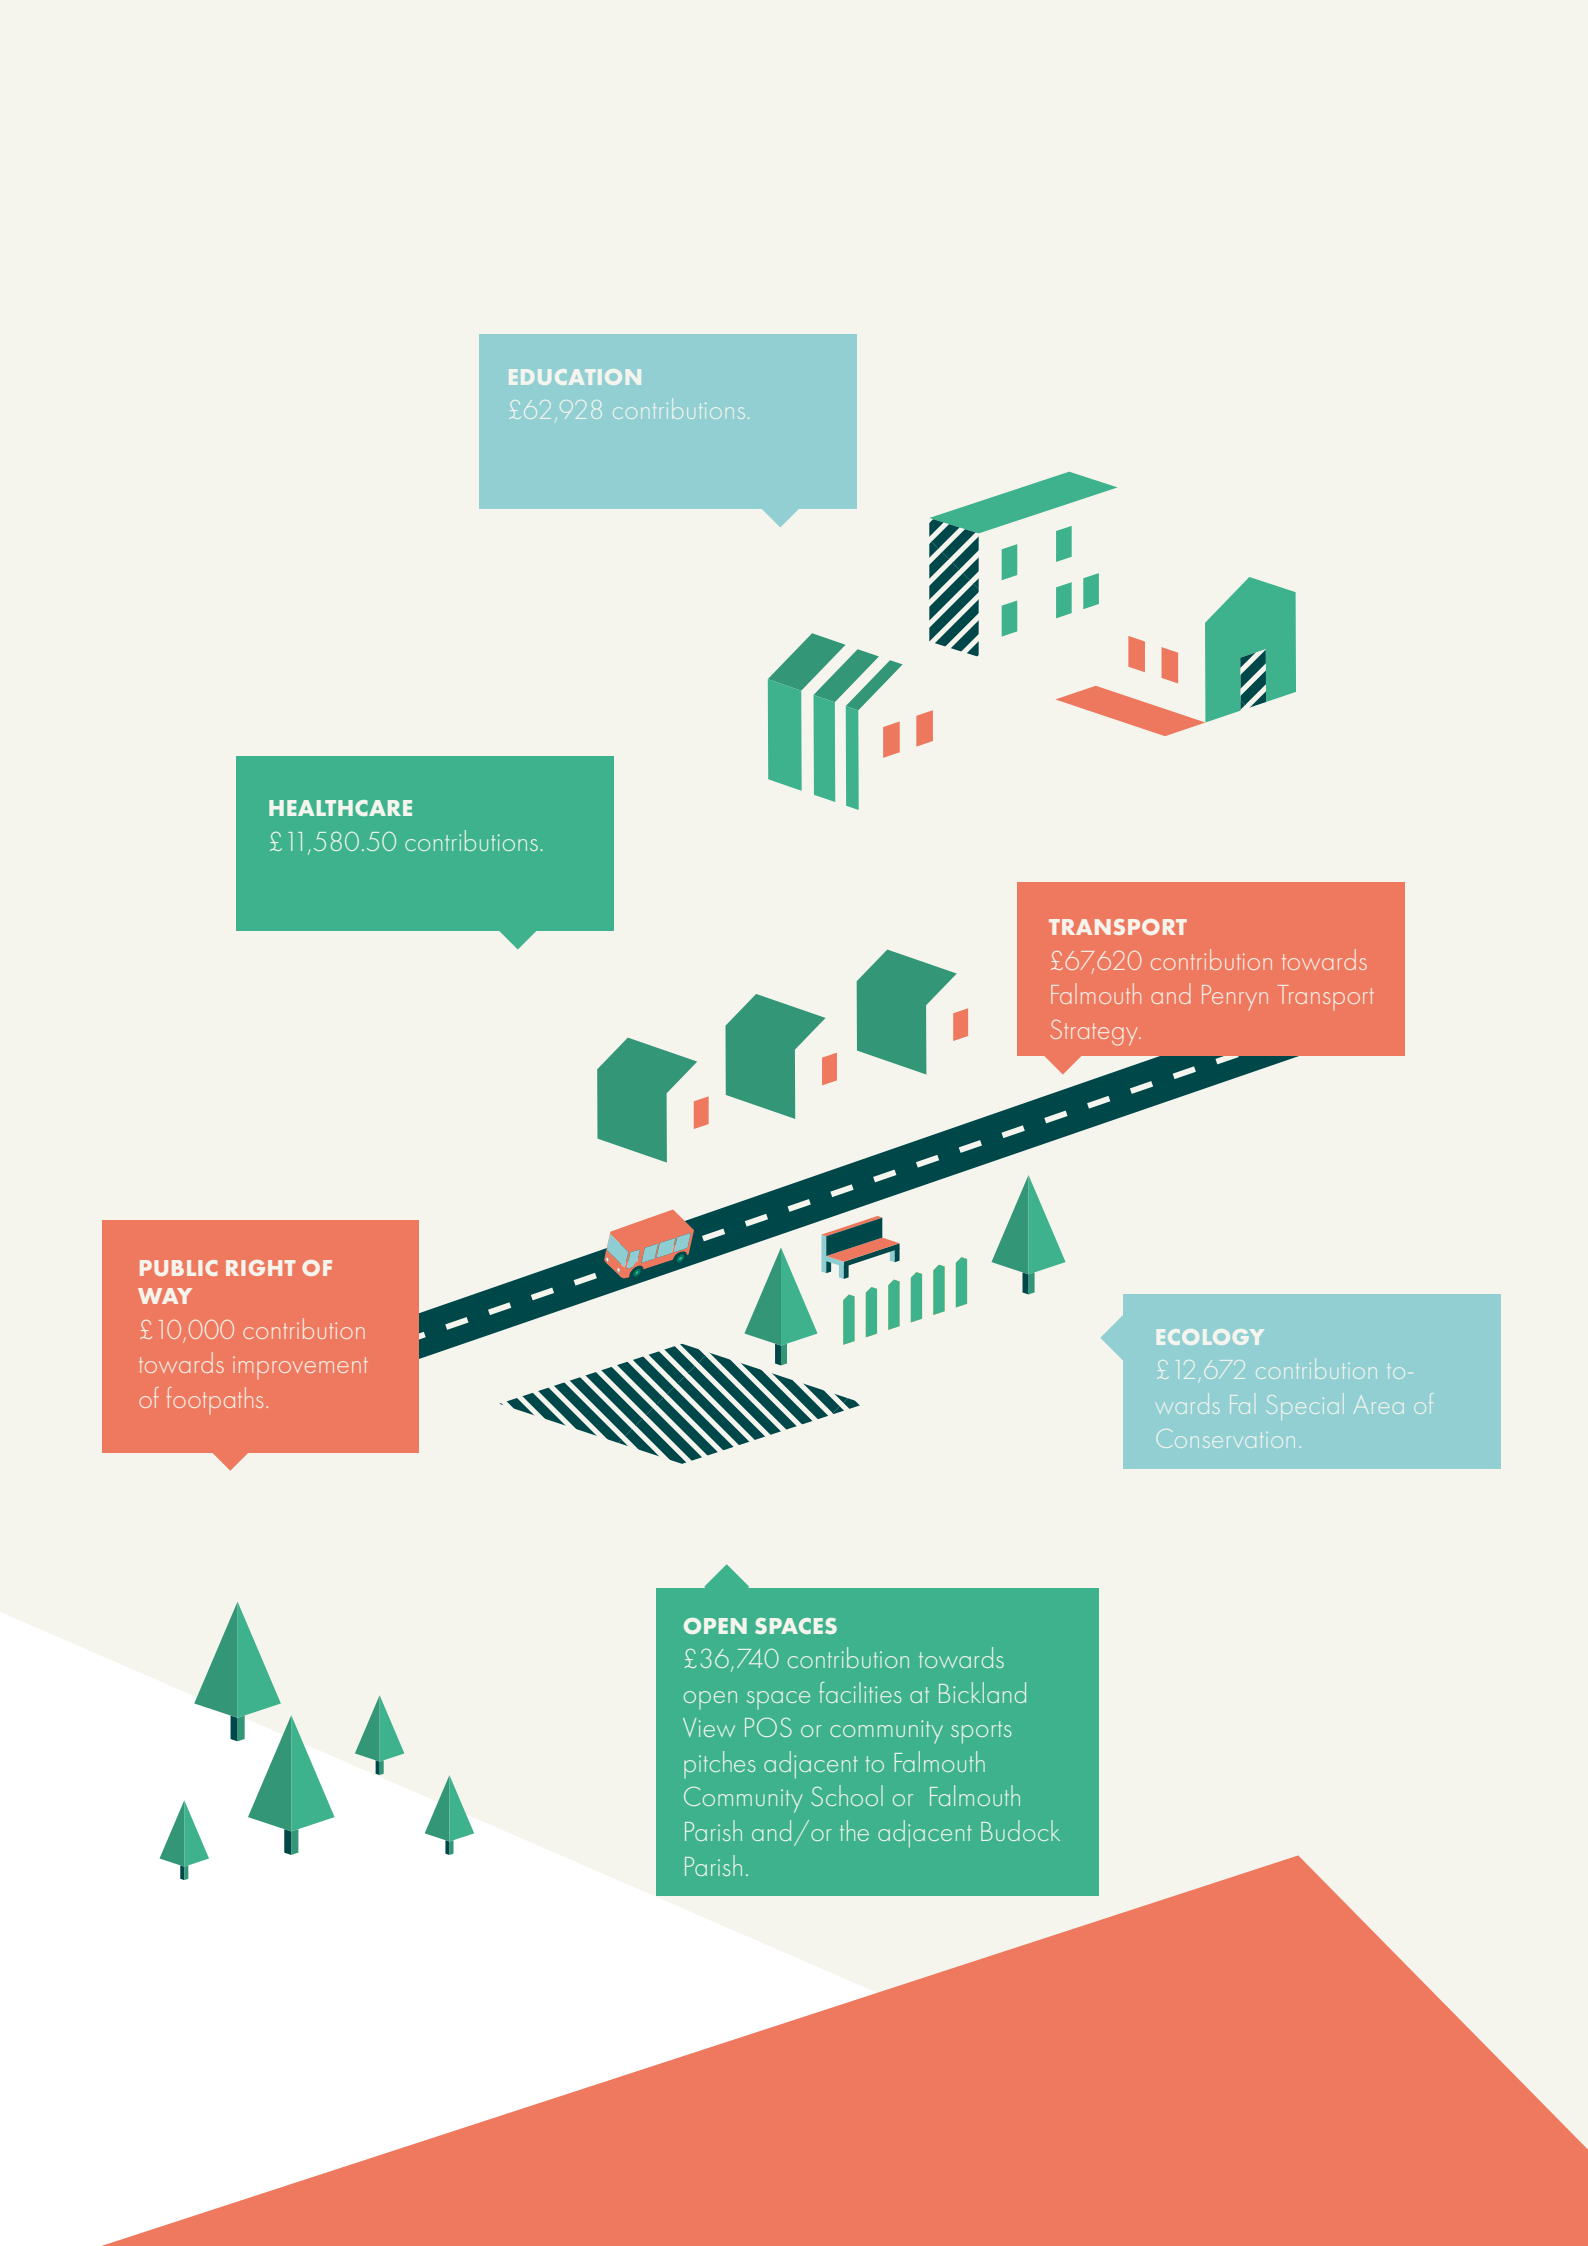 EDUCATION
£62,928 contributions.
HEALTHCARE
£11,580.50 contributions.
TRANSPORT
£67,620 contribution towards
Falmouth and Penryn Transport
Strategy.
PUBLIC RIGHT OF
WAY
£10,000 contribution
towards improvement
of footpaths.
ECOLOGY
£12,672 contribution to-
wards Fal Special Area of
Conservation.
OPEN SPACES
£36,740 contribution towards
open space facilities at Bickland
View POS or community sports
pitches adjacent to Falmouth
Community School or  Falmouth
Parish and/or the adjacent Budock
Parish.